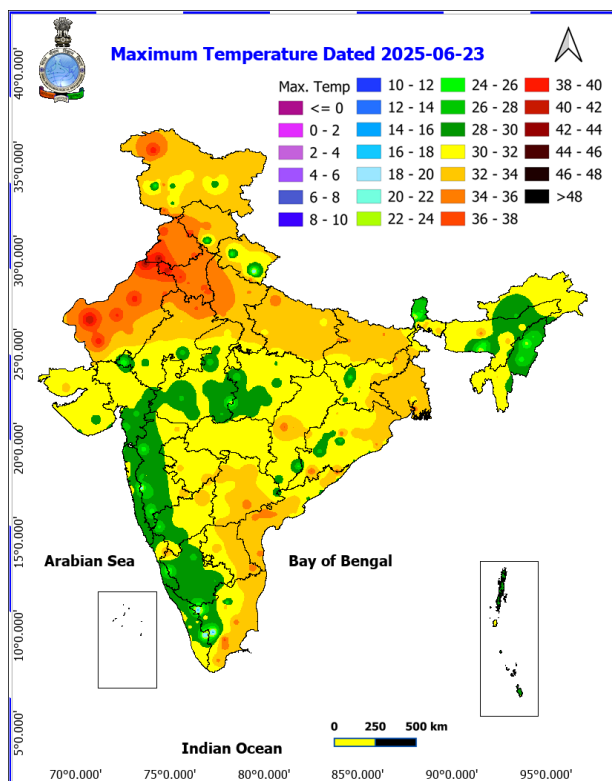 Maximum Temperature Dated 2025-06-23
Max. Temp
<= 0
0 - 2
2 - 4
4 - 6
6 - 8
8 - 10
10 - 12
12 - 14
14 - 16
16 - 18
18 - 20
20 - 22
22 - 24
24 - 26
26 - 28
28 - 30
30 - 32
32 - 34
34 - 36
36 - 38
38 - 40
40 - 42
42 - 44
44 - 46
46 - 48
>48
40°0.000'
35°0.000'
30°0.000'
25°0.000'
20°0.000'
15°0.000'
10°0.000'
5°0.000'
Arabian Sea
Bay of Bengal
0 250 500 km
Indian Ocean
70°0.000' 75°0.000' 80°0.000' 85°0.000' 90°0.000' 95°0.000'